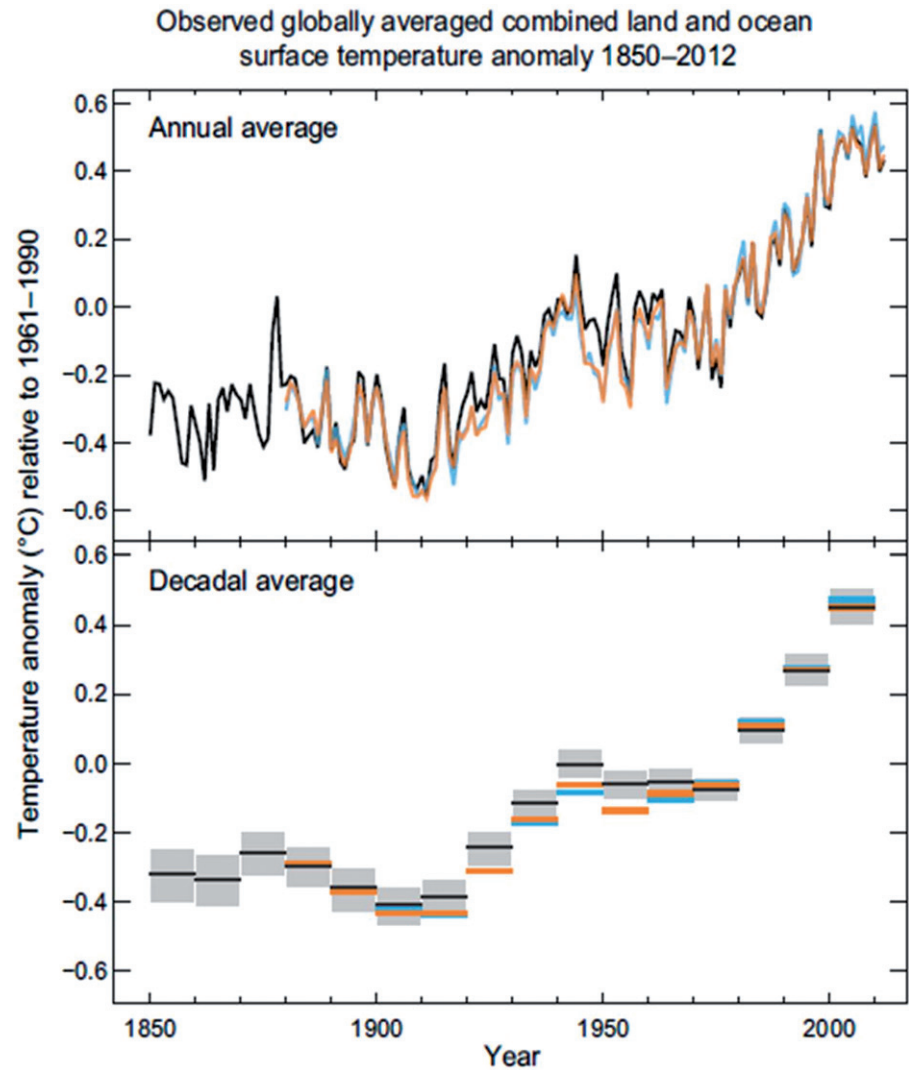 Observed globally averaged combined land and ocean
surface temperature anomaly 1850–2012
Temperature anomaly (°C) relative to 1961–1990
Annual average
0.6
0.4
0.2
0.0
−0.2
−0.4
−0.6
Decadal average
0.6
0.4
0.2
0.0
−0.2
−0.4
−0.6
1850 1900 1950 2000
Year